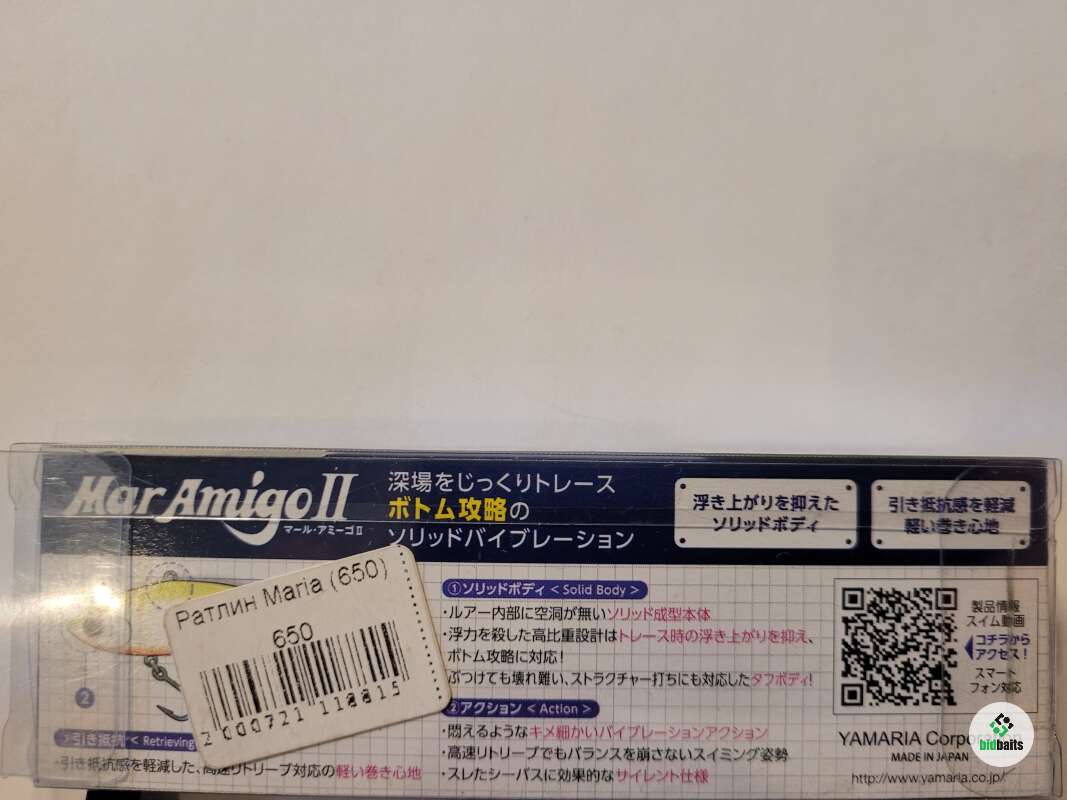 Mar Amigo II
マール・アミーゴⅡ
深場をじっくりトレース
ボトム攻略の
ソリッドバイブレーション
浮き上がりを抑えた
ソリッドボディ
引き抵抗感を軽減
軽い巻き心地
Ратлин Maria (650)
650
2 000721 118815
②
①ソリッドボディ < Solid Body >
・ルアー内部に空洞が無いソリッド成型本体
・浮力を殺した高比重設計はトレース時の浮き上がりを抑え、
ボトム攻略に対応!
ぶつけても壊れ難い、ストラクチャー打ちにも対応したタフボディ!
②アクション < Action >
・悶えるようなキメ細かいバイブレーションアクション
・高速リトリーブでもバランスを崩さないスイミング姿勢
・スレたシーバスに効果的なサイレント仕様
引き抵抗 < Retrieving
・引き抵抗感を軽減した、高速リトリーブ対応の軽い巻き心地
製品情報
スイム動画
コチラから
アクセス!
スマート
フォン対応
YAMARIA Corporation
MADE IN JAPAN
http://www.yamaria.co.jp/
bidbaits